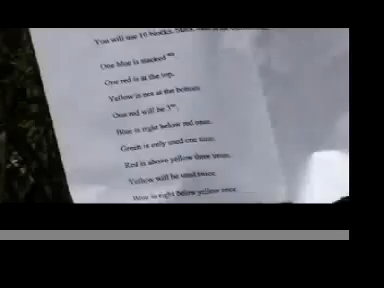 You will use 10 blocks. Stack
One blue is stacked 4th
One red is at the top.
Yellow is not at the bottom
One red will be 3rd.
Blue is right below red once.
Green is only used one time.
Red is above yellow three times.
Yellow will be used twice
Blue is right below yellow once